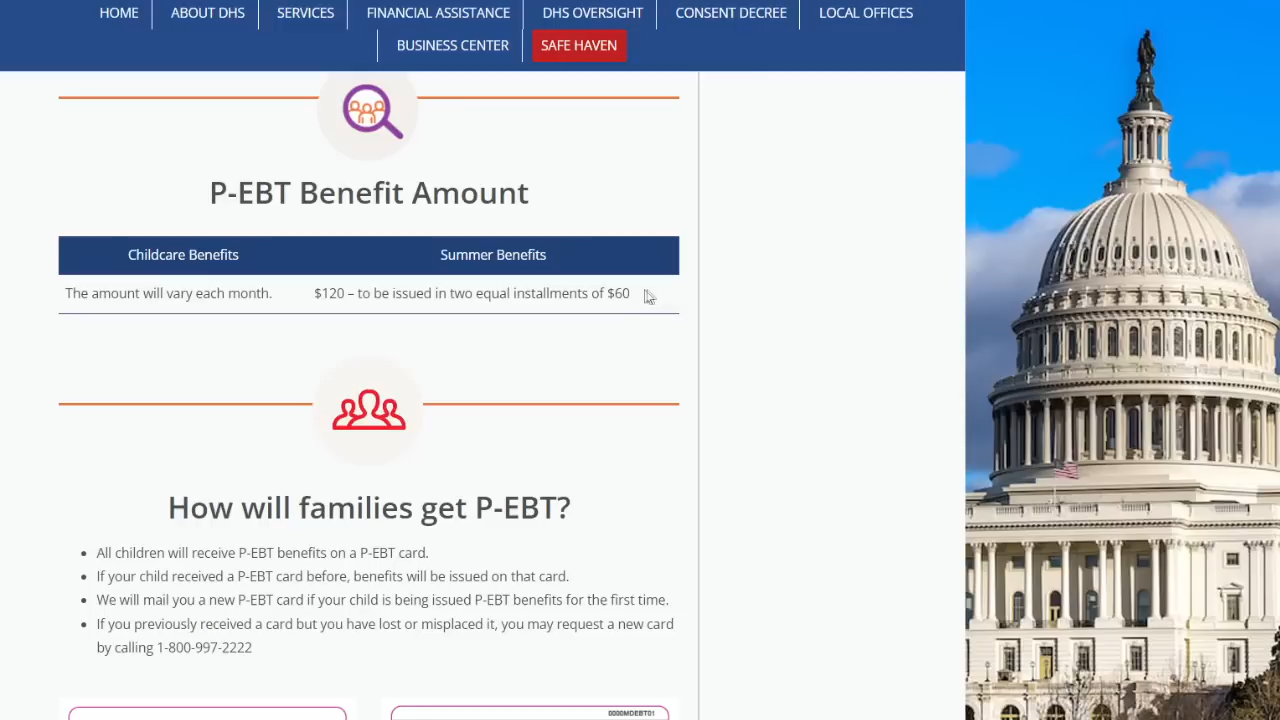 HOME ABOUT DHS SERVICES FINANCIAL ASSISTANCE DHS OVERSIGHT CONSENT DECREE LOCAL OFFICES
BUSINESS CENTER SAFE HAVEN
P-EBT Benefit Amount
Childcare Benefits Summer Benefits
The amount will vary each month. $120 – to be issued in two equal installments of $60
How will families get P-EBT?
• All children will receive P-EBT benefits on a P-EBT card.
• If your child received a P-EBT card before, benefits will be issued on that card.
• We will mail you a new P-EBT card if your child is being issued P-EBT benefits for the first time.
• If you previously received a card but you have lost or misplaced it, you may request a new card
by calling 1-800-997-2222
0000MDEBT01